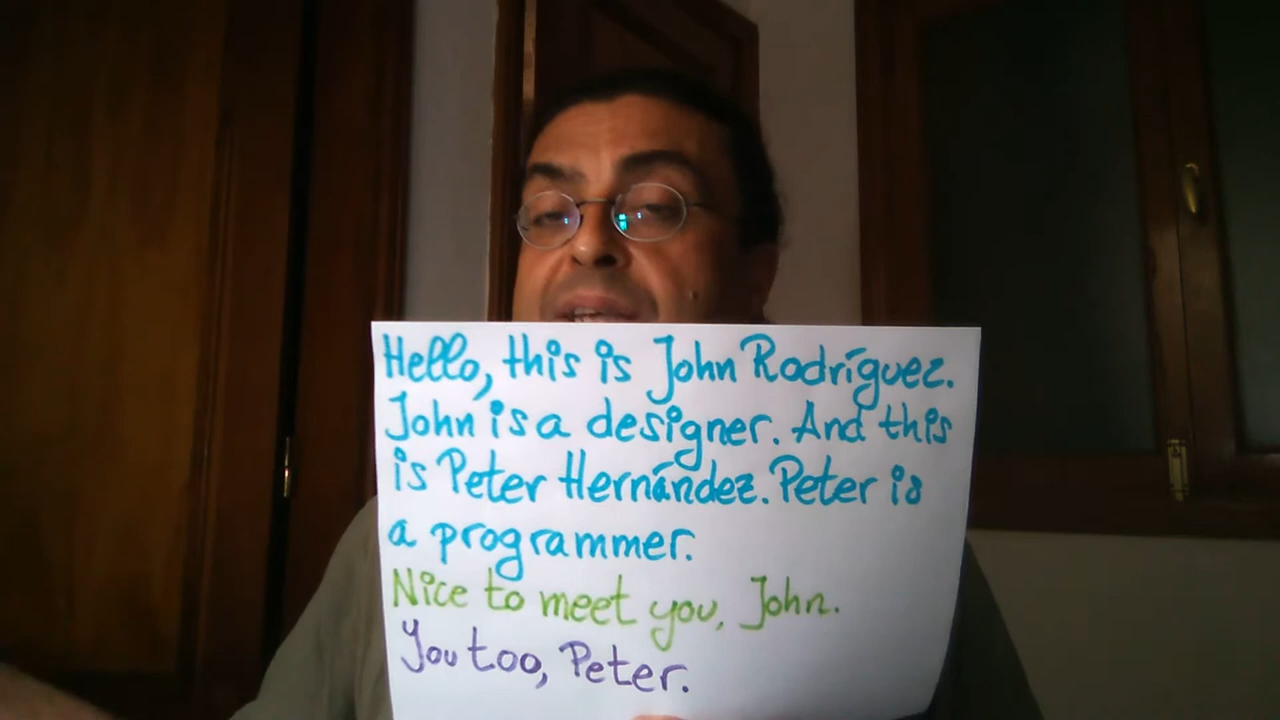 Hello, this is John Rodríguez.
John is a designer. And this
is Peter Hernández. Peter is
a programmer.
Nice to meet you, John.
You too, Peter.